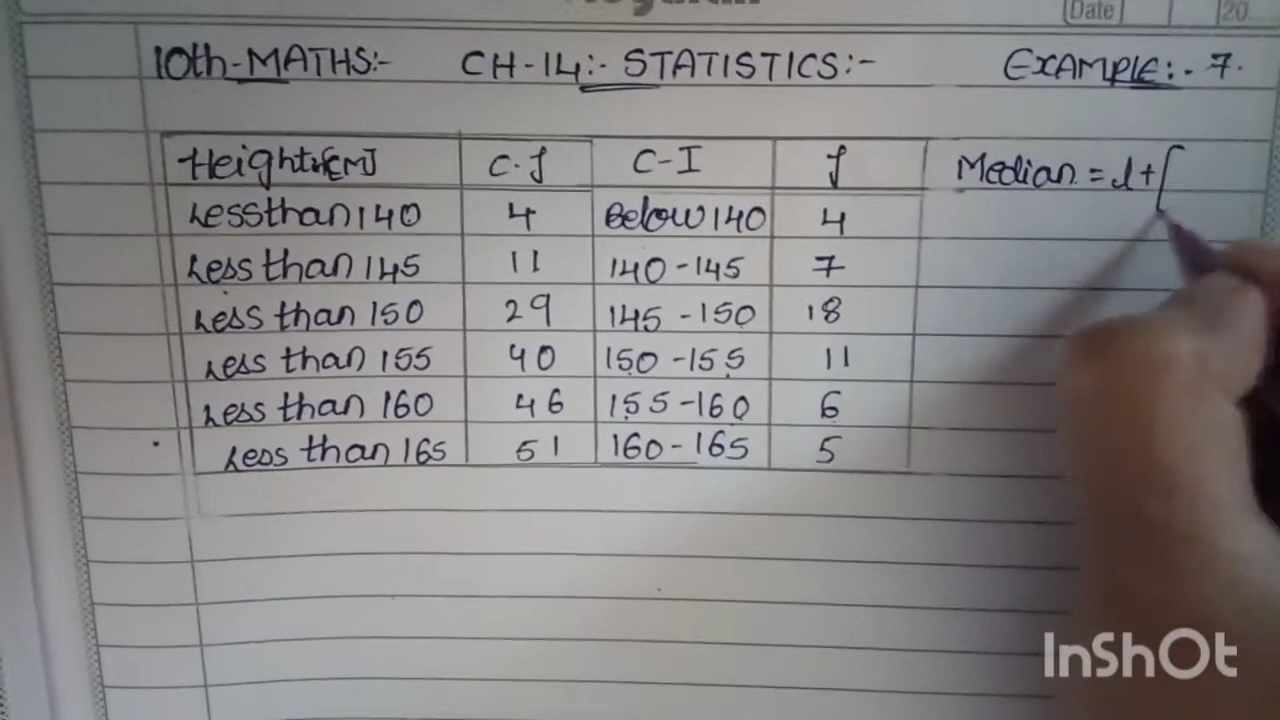 Date 20
10th-MATHS:- CH-14:- STATISTICS:- EXAMPLE:- 7.
Height[CM] C.f C-I f Median = l+[
Less than 140 4 Below 140 4
Less than 145 11 140-145 7
Less than 150 29 145-150 18
Less than 155 40 150-155 11
Less than 160 46 155-160 6
Less than 165 51 160-165 5
InShOt